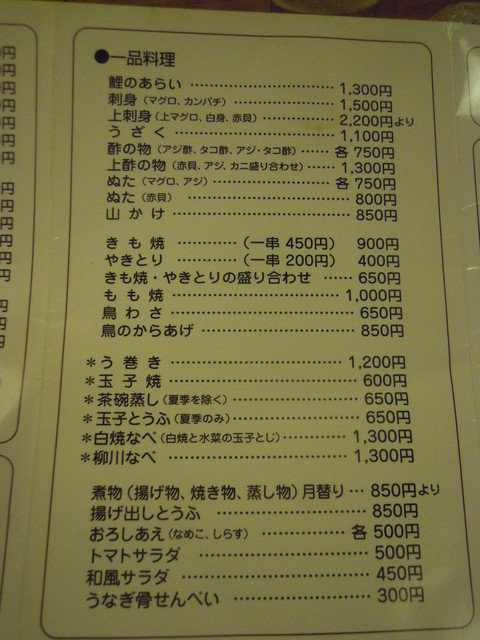 ●一品料理
鯉のあらい 1,300円
刺身(マグロ、カンパチ) 1,500円
上刺身(上マグロ、白身、赤貝) 2,200円より
うざく 1,100円
酢の物(アジ酢、タコ酢、アジ・タコ酢) 各 750円
上酢の物(赤貝、アジ、カニ盛り合わせ) 1,300円
ぬた(マグロ、アジ) 各 750円
ぬた(赤貝) 800円
山かけ 850円
きも焼 (一串 450円) 900円
やきとり (一串 200円) 400円
きも焼・やきとりの盛り合わせ 650円
もも焼 1,000円
鳥わさ 650円
鳥のからあげ 850円
*う巻き 1,200円
*玉子焼 600円
*茶碗蒸し(夏季を除く) 650円
*玉子とうふ(夏季のみ) 650円
*白焼なべ(白焼と水菜の玉子とじ) 1,300円
*柳川なべ 1,300円
煮物(揚げ物、焼き物、蒸し物)月替り 850円より
揚げ出しとうふ 850円
おろしあえ(なめこ、しらす) 各 500円
トマトサラダ 500円
和風サラダ 450円
うなぎ骨せんべい 300円